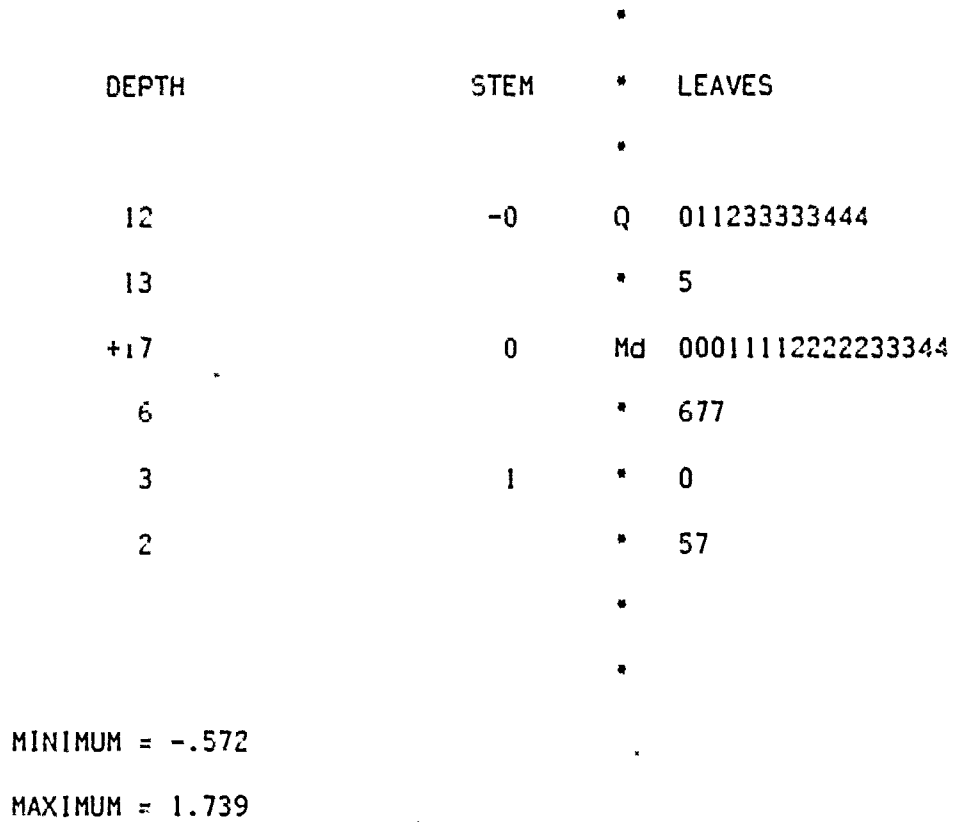 *
DEPTH STEM * LEAVES
*
12 -0 Q 011233333444
13 * 5
+17 0 Md 00011112222233344
6 * 677
3 1 * 0
2 * 57
*
*
MINIMUM = -.572
MAXIMUM = 1.739